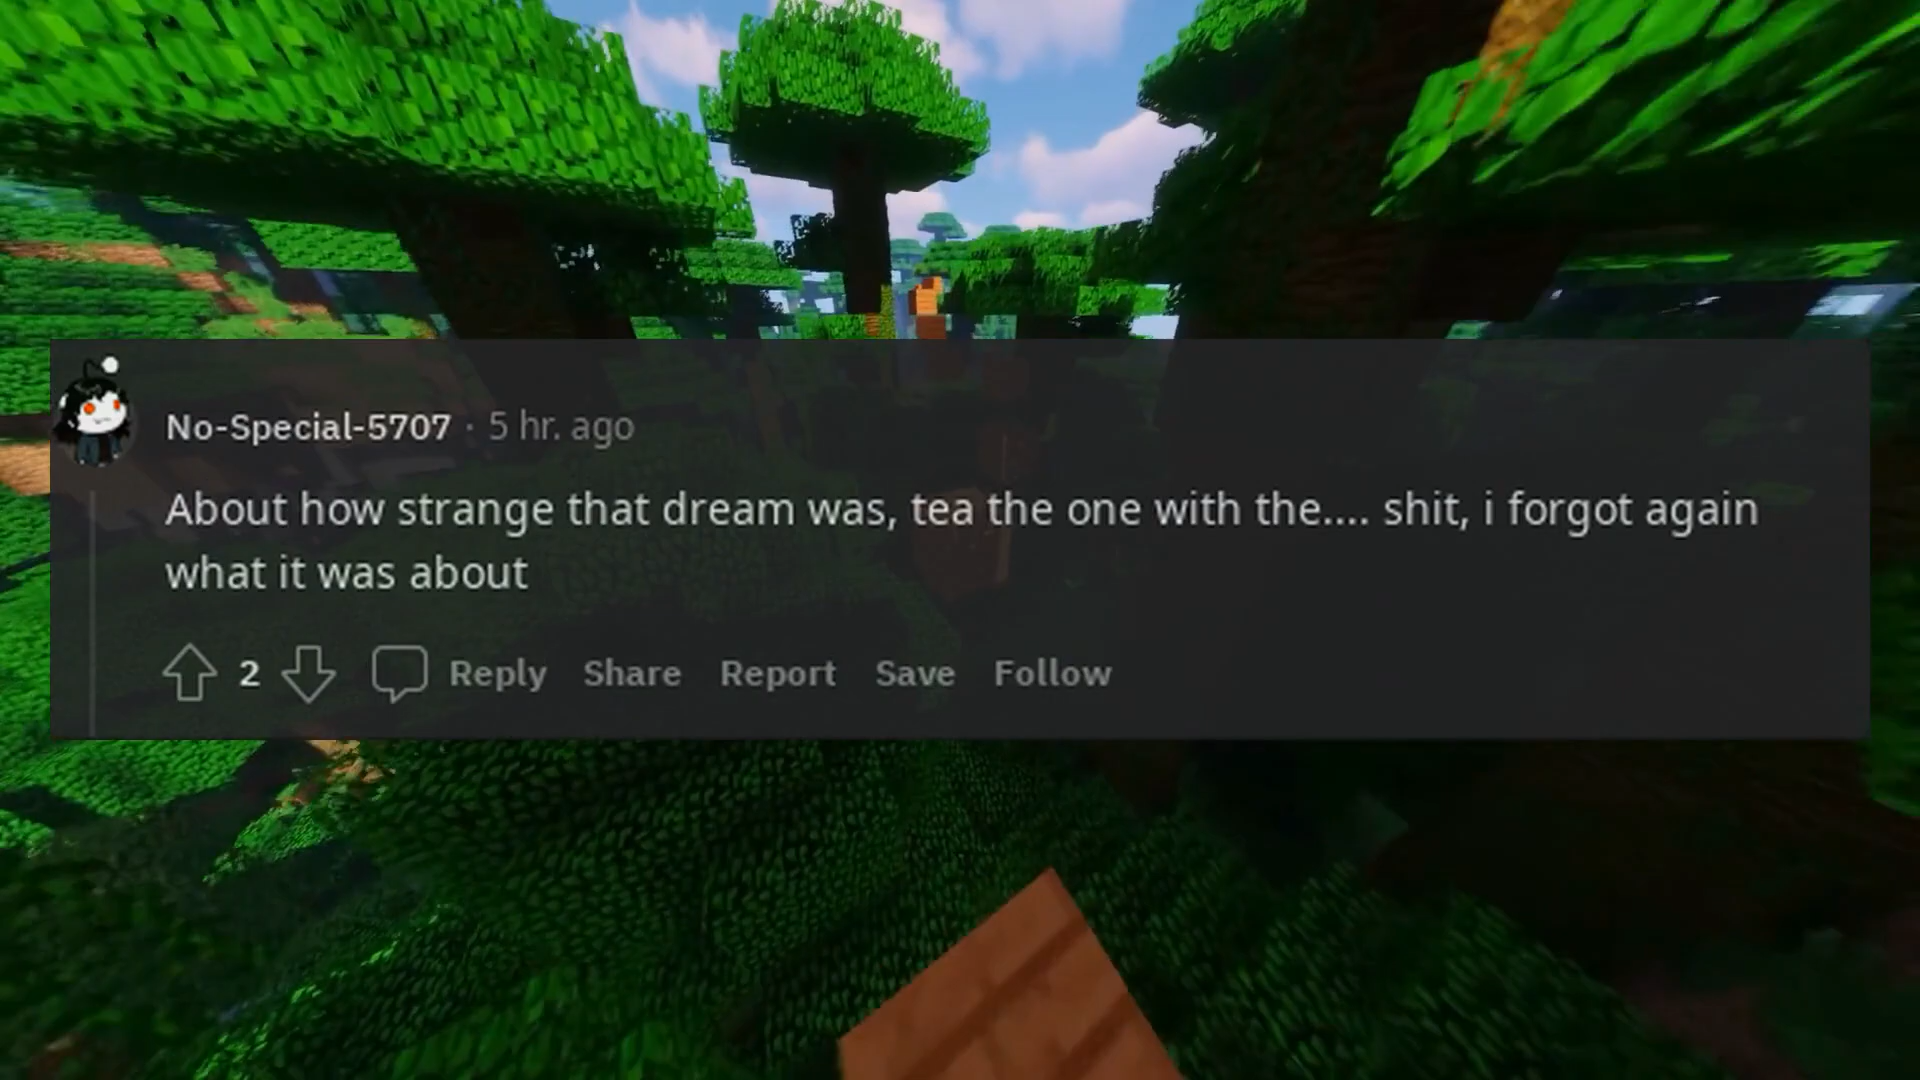 No-Special-5707 · 5 hr. ago
About how strange that dream was, tea the one with the.... shit, i forgot again
what it was about
2 Reply Share Report Save Follow